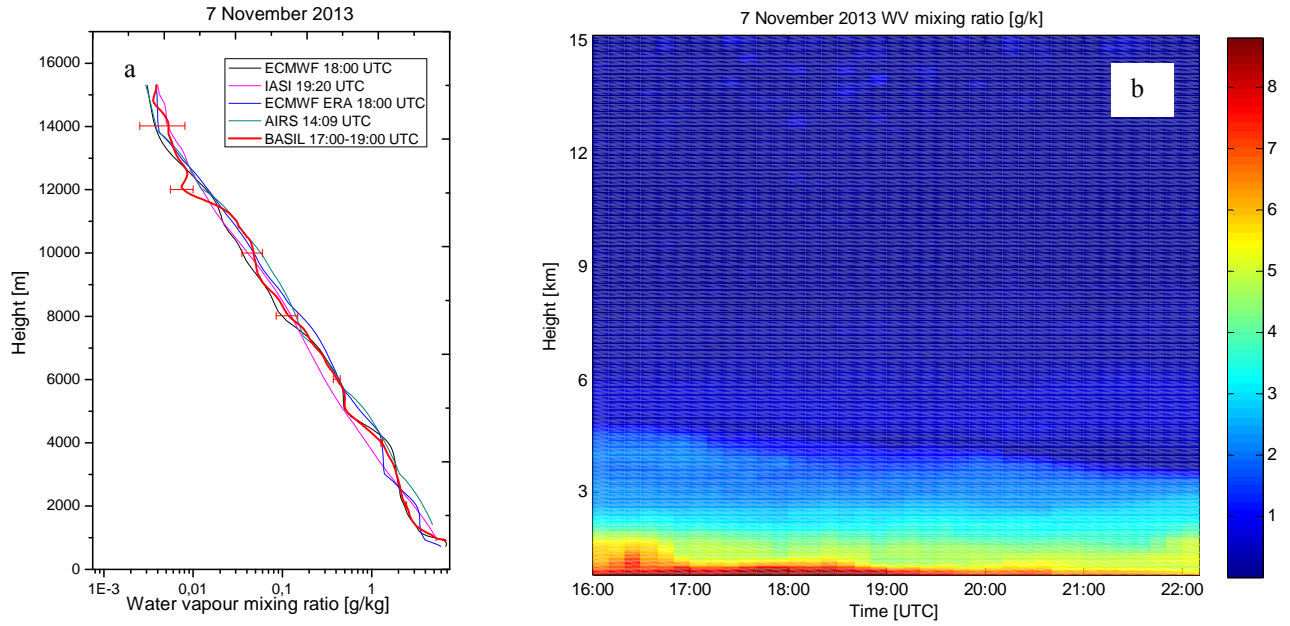 7 November 2013
a
ECMWF 18:00 UTC
IASI 19:20 UTC
ECMWF ERA 18:00 UTC
AIRS 14:09 UTC
BASIL 17:00-19:00 UTC
16000
14000
12000
10000
8000
6000
4000
2000
0
Height [m]
1E-3 0,01 0,1 1
Water vapour mixing ratio [g/kg]
7 November 2013 WV mixing ratio [g/k]
b
15
12
9
6
3
Height [km]
16:00 17:00 18:00 19:00 20:00 21:00 22:00
Time [UTC]
8
7
6
5
4
3
2
1